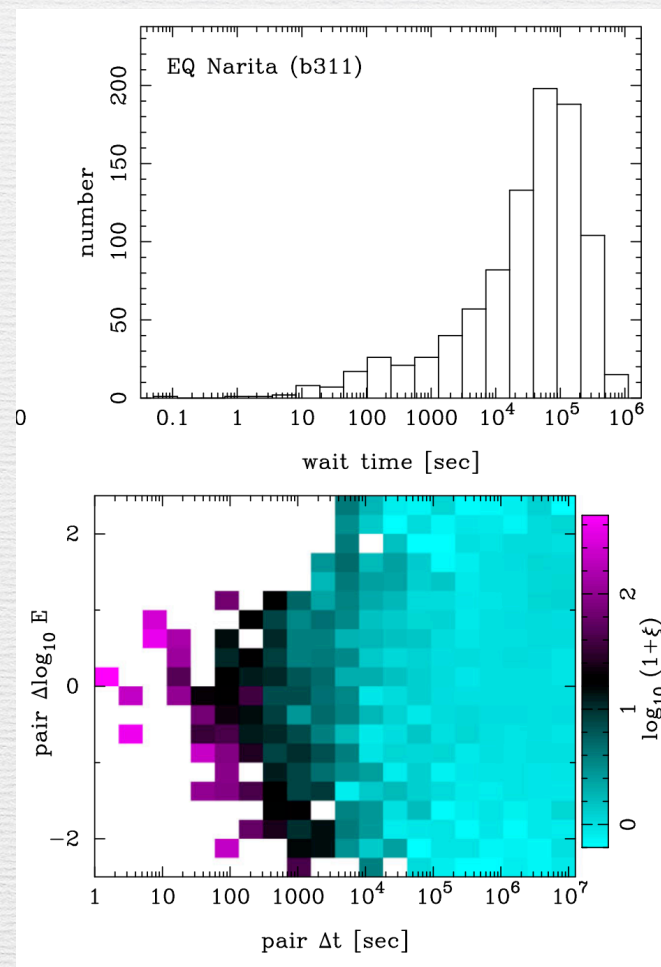 EQ Narita (b311)
number
200
150
100
50
0
0
0.1 1 10 100 1000 10⁴ 10⁵ 10⁶
wait time [sec]
pair Δlog₁₀ E
2
0
−2
1 10 100 1000 10⁴ 10⁵ 10⁶ 10⁷
pair Δt [sec]
2
1
0
log₁₀ (1+ξ)